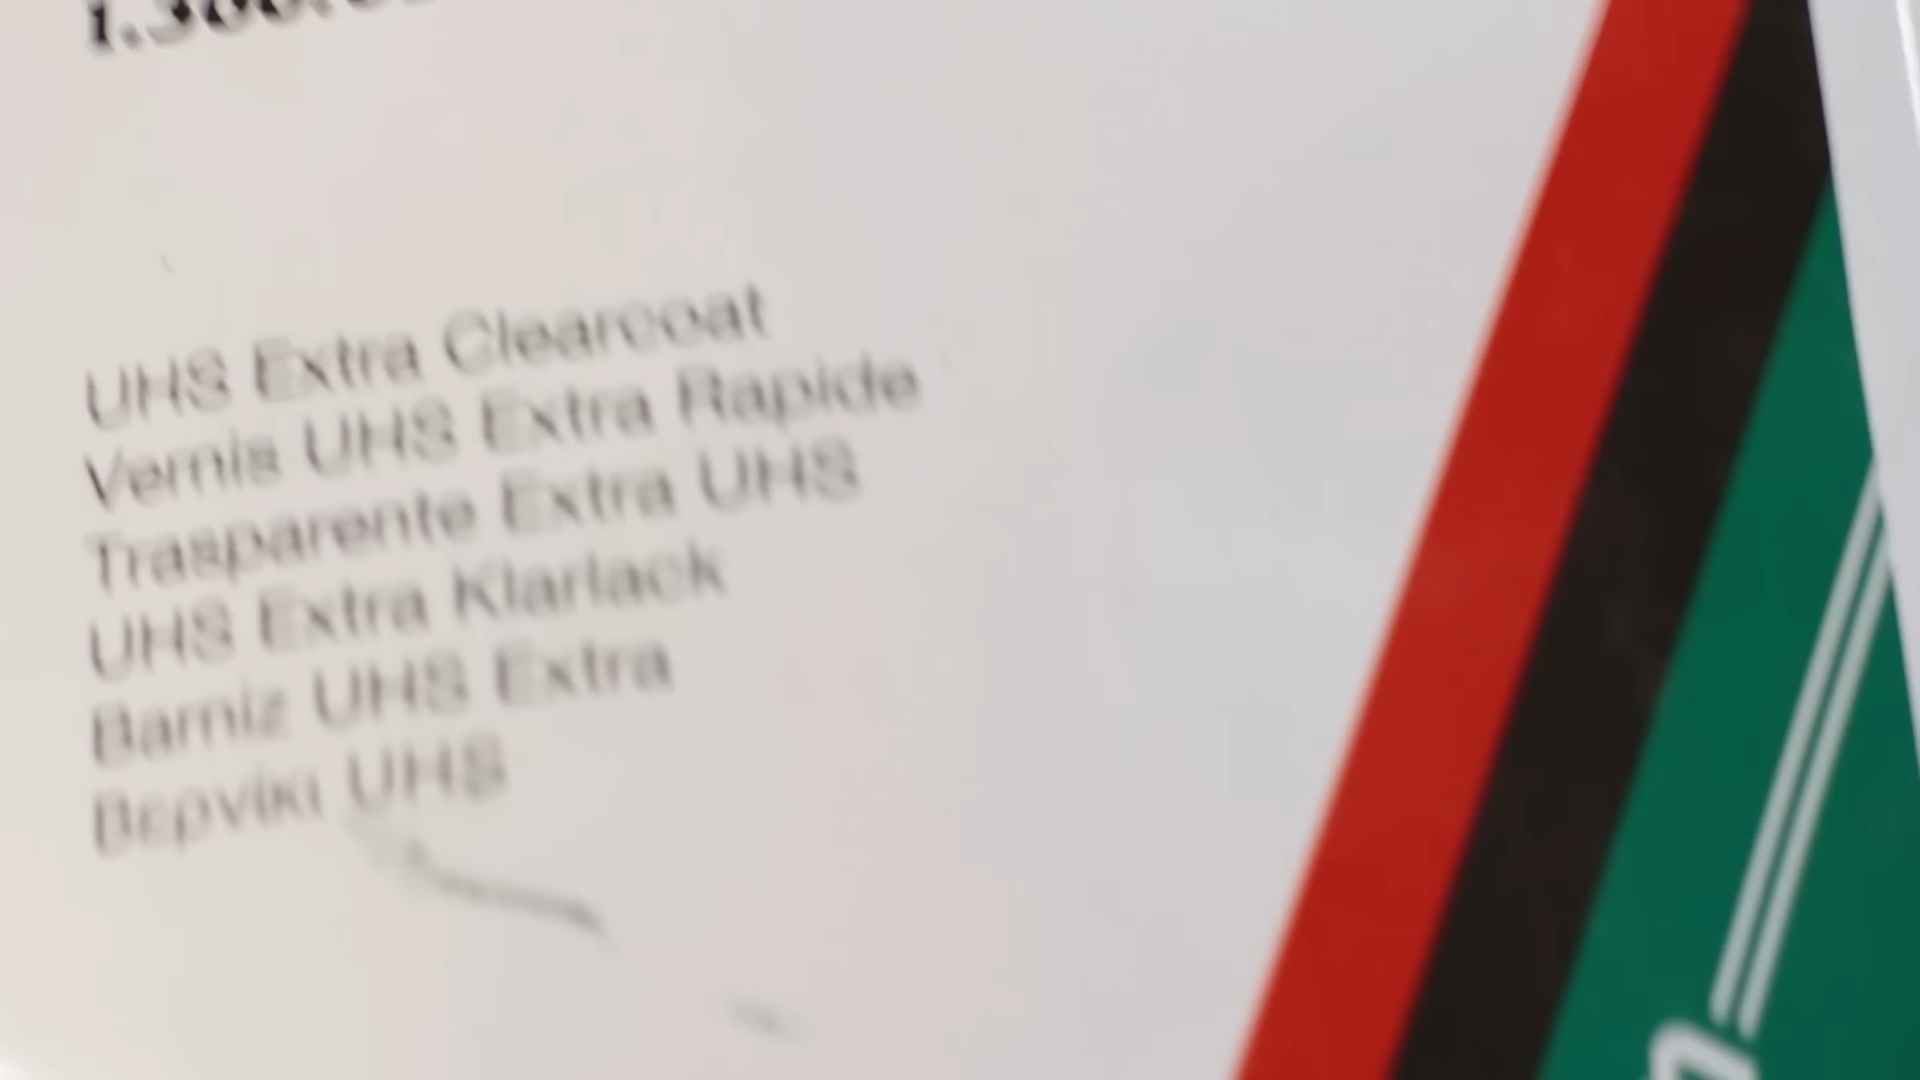 UHS Extra Clearcoat
Vernis UHS Extra Rapide
Trasparente Extra UHS
UHS Extra Klarlack
Barniz UHS Extra
Βερνίκι UHS